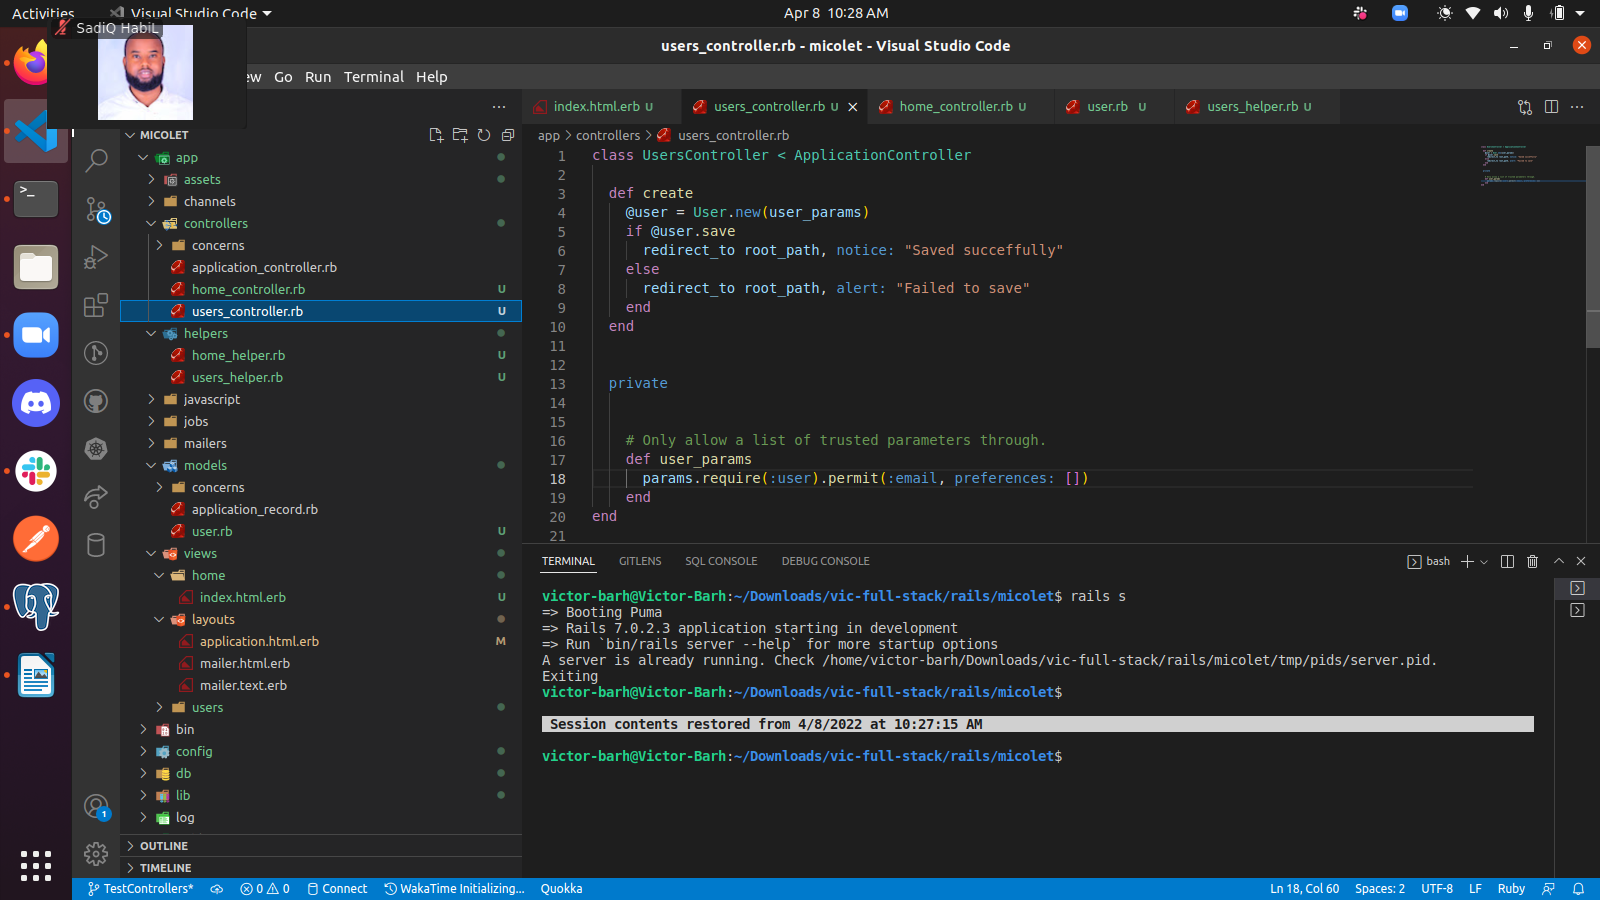 Activities
Visual Studio Code
Apr 8 10:28 AM
SadiQ HabiL
users_controller.rb - micolet - Visual Studio Code
ew Go Run Terminal Help
index.html.erb U
users_controller.rb U
home_controller.rb U
user.rb U
users_helper.rb U
MICOLET
app
assets
channels
controllers
concerns
application_controller.rb
home_controller.rb U
users_controller.rb U
helpers
home_helper.rb U
users_helper.rb U
javascript
jobs
mailers
models
concerns
application_record.rb
user.rb U
views
home
index.html.erb U
layouts
application.html.erb M
mailer.html.erb
mailer.text.erb
users
bin
config
db
lib
log
OUTLINE
TIMELINE
app > controllers > users_controller.rb
1 class UsersController < ApplicationController
2
3 def create
4 @user = User.new(user_params)
5 if @user.save
6 redirect_to root_path, notice: "Saved succeffully"
7 else
8 redirect_to root_path, alert: "Failed to save"
9 end
10 end
11
12
13 private
14
15
16 # Only allow a list of trusted parameters through.
17 def user_params
18 params.require(:user).permit(:email, preferences: [])
19 end
20 end
21
TERMINAL GITLENS SQL CONSOLE DEBUG CONSOLE
bash
victor-barh@Victor-Barh:~/Downloads/vic-full-stack/rails/micolet$ rails s
=> Booting Puma
=> Rails 7.0.2.3 application starting in development
=> Run `bin/rails server --help` for more startup options
A server is already running. Check /home/victor-barh/Downloads/vic-full-stack/rails/micolet/tmp/pids/server.pid.
Exiting
victor-barh@Victor-Barh:~/Downloads/vic-full-stack/rails/micolet$
Session contents restored from 4/8/2022 at 10:27:15 AM
victor-barh@Victor-Barh:~/Downloads/vic-full-stack/rails/micolet$
1
TestControllers* 0 0 Connect WakaTime Initializing... Quokka
Ln 18, Col 60 Spaces: 2 UTF-8 LF Ruby